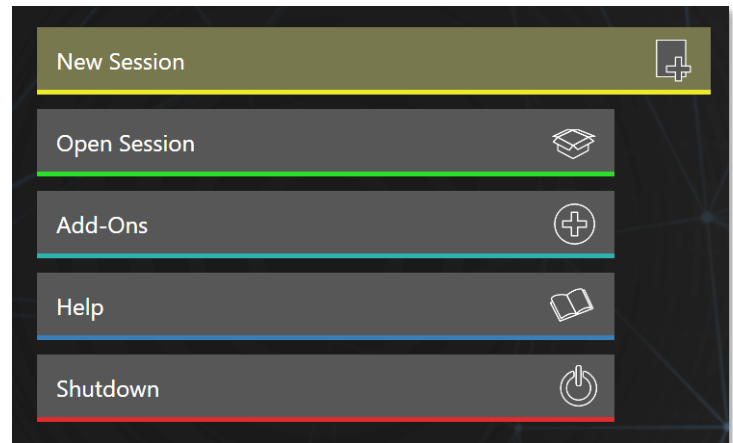 New Session
Open Session
Add-Ons
Help
Shutdown